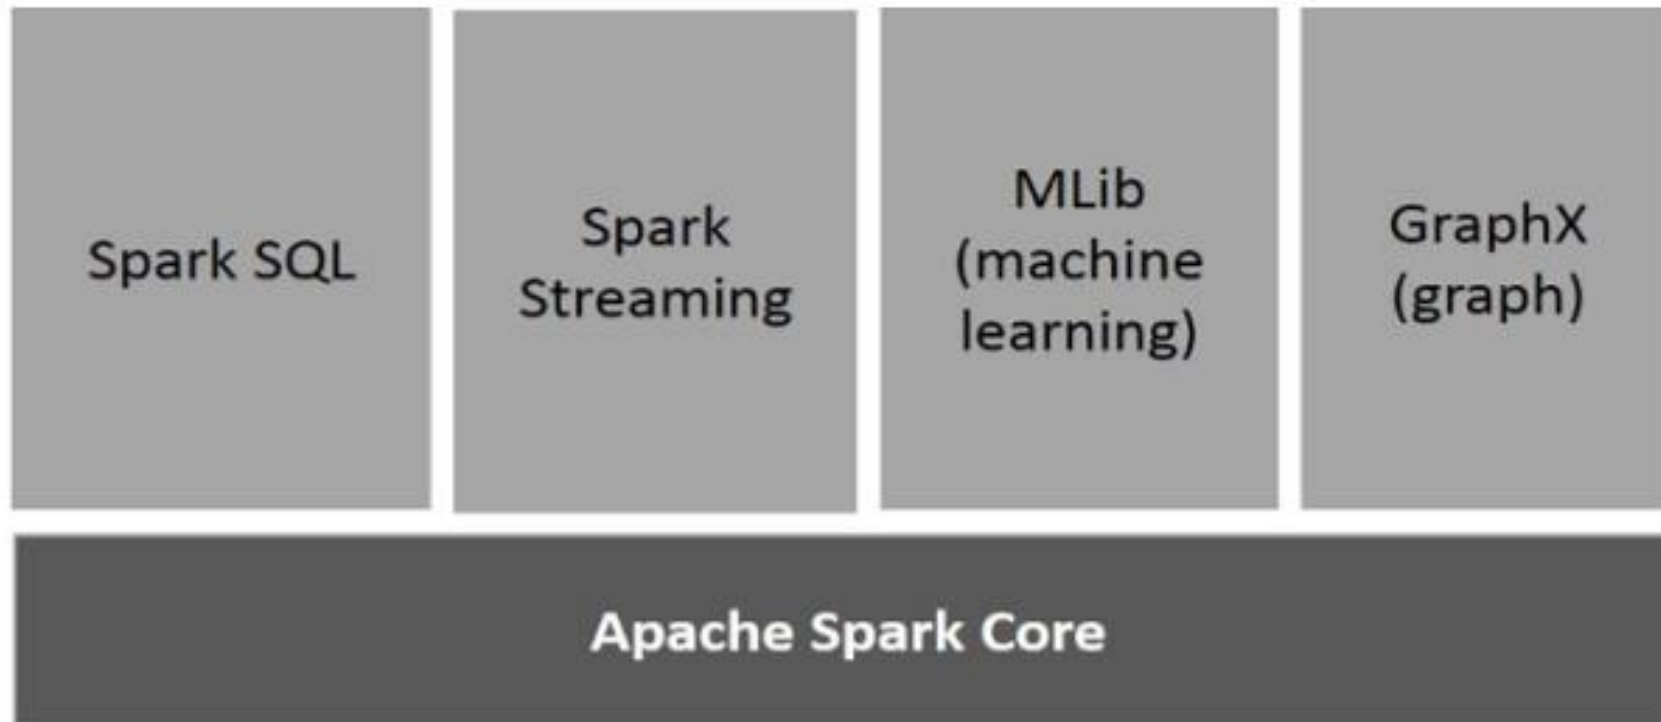 Spark SQL
Spark
Streaming
MLib
(machine
learning)
GraphX
(graph)
Apache Spark Core